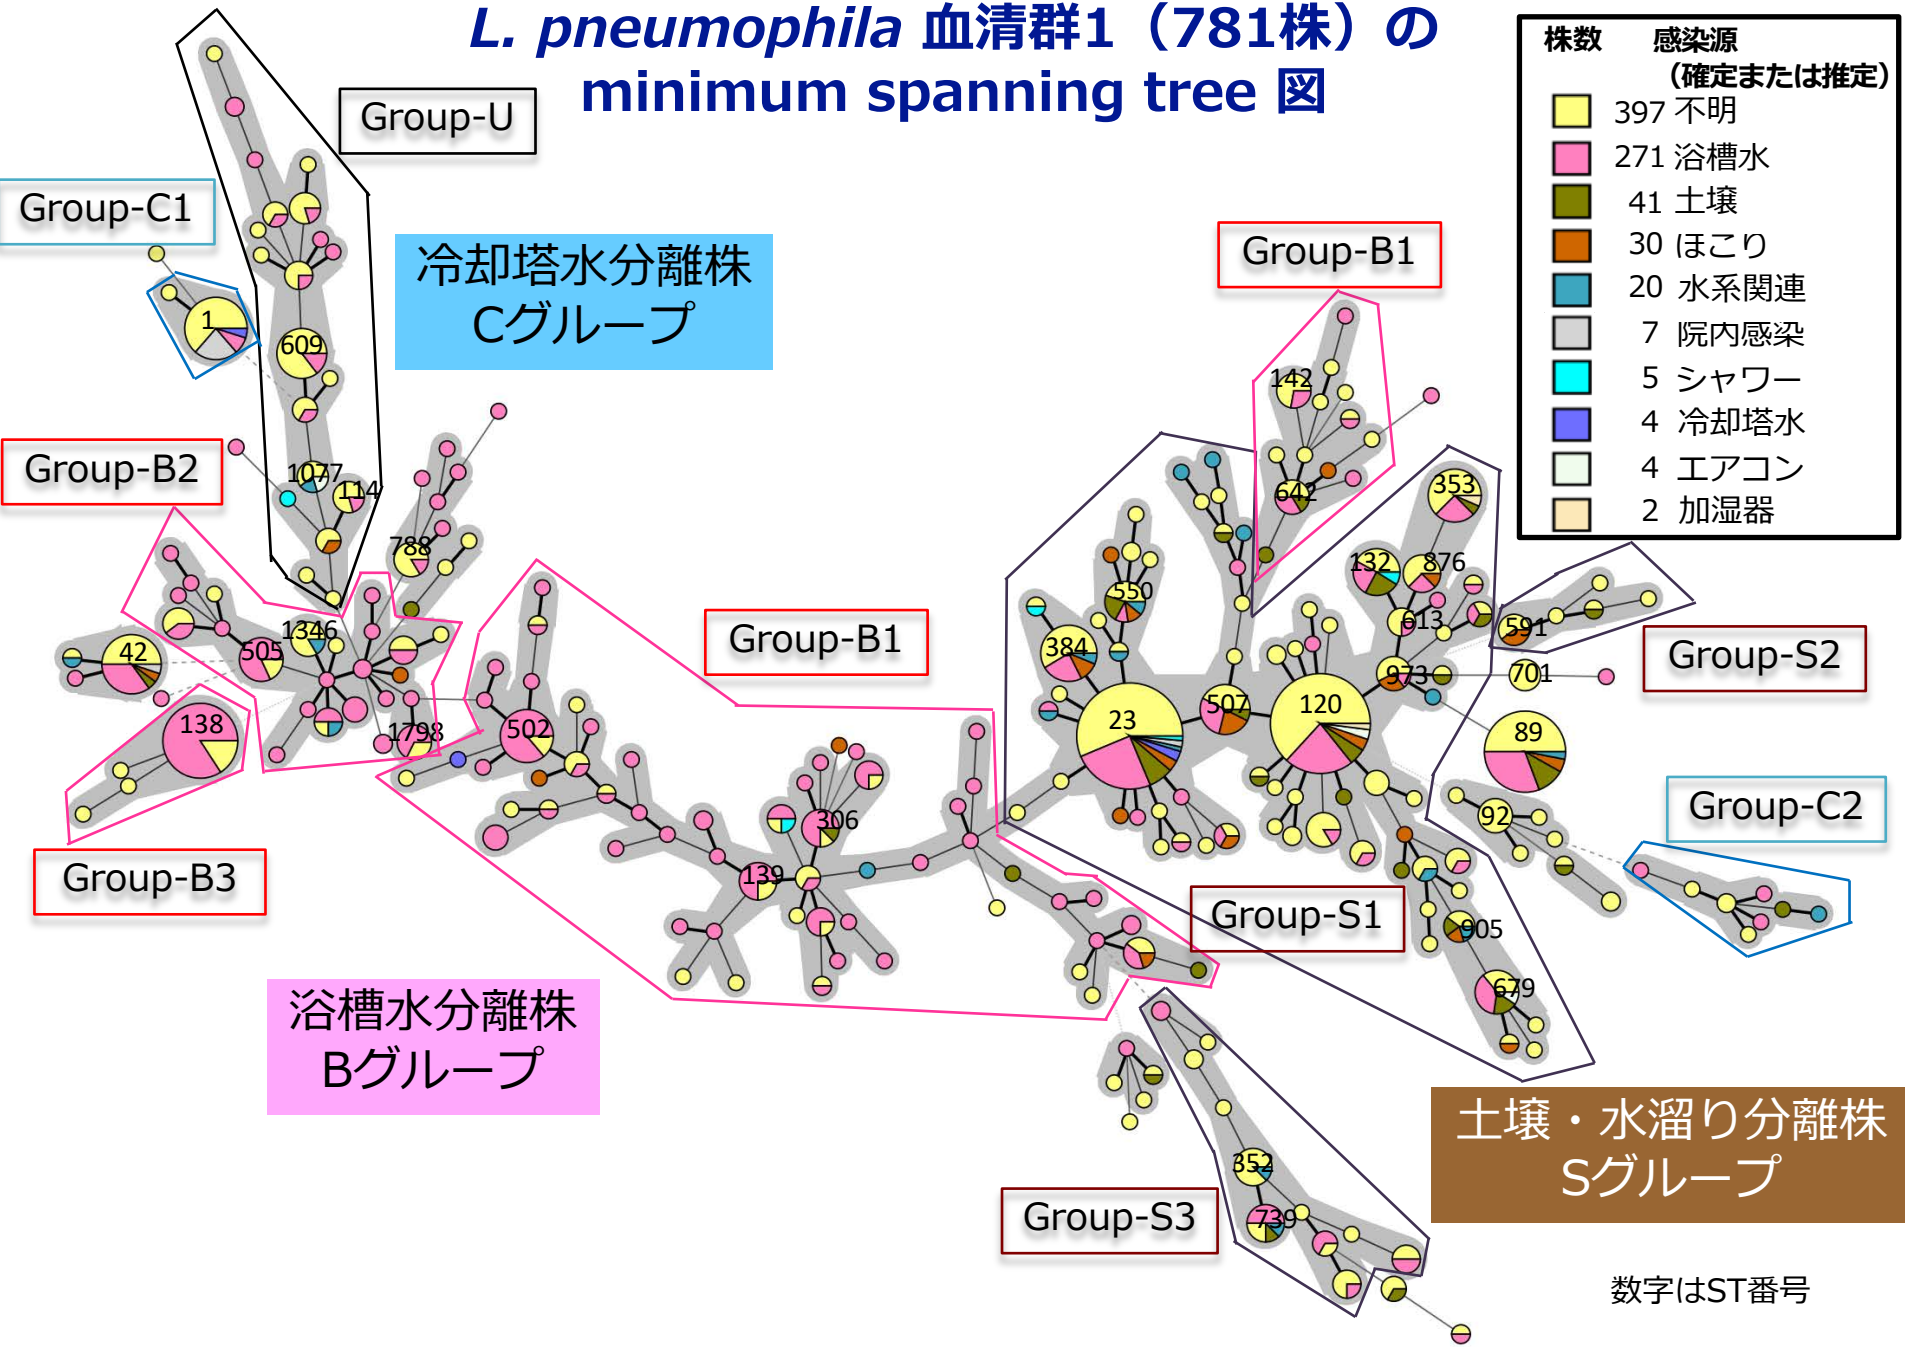 L. pneumophila 血清群1（781株）の
minimum spanning tree 図
株数 感染源
（確定または推定）
397 不明
271 浴槽水
41 土壌
30 ほこり
20 水系関連
7 院内感染
5 シャワー
4 冷却塔水
4 エアコン
2 加湿器
Group-U
Group-C1
冷却塔水分離株
Cグループ
Group-B1
1
609
142
Group-B2
1077
114
642
353
788
132
876
550
613
591
1346
505
42
Group-B1
384
Group-S2
973
701
138
1798
502
23
507
120
89
Group-C2
306
92
Group-B3
139
Group-S1
905
浴槽水分離株
Bグループ
679
土壌・水溜り分離株
Sグループ
352
Group-S3
739
数字はST番号